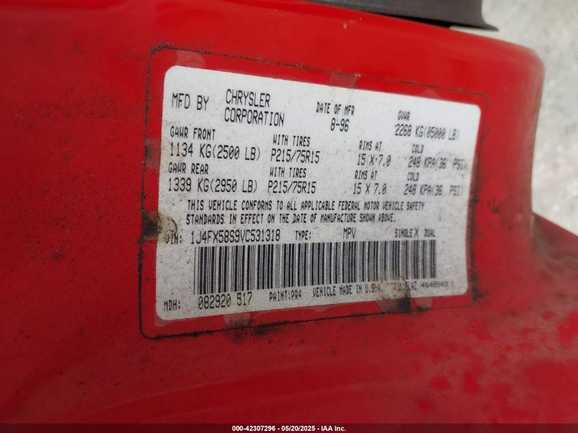 MFD BY CHRYSLER CORPORATION DATE OF MFR 8-96 GVWR 2268 KG(05000 LB)
GAWR FRONT WITH TIRES RIMS AT COLD
1134 KG(2500 LB) P215/75R15 15 X 7.0 248 KPA(36 PSI)
GAWR REAR WITH TIRES RIMS AT COLD
1339 KG(2950 LB) P215/75R15 15 X 7.0 248 KPA(36 PSI)
THIS VEHICLE CONFORMS TO ALL APPLICABLE FEDERAL MOTOR VEHICLE SAFETY
STANDARDS IN EFFECT ON THE DATE OF MANUFACTURE SHOWN ABOVE.
VIN: 1J4FX58S9VC531318 TYPE: MPV SINGLE X DUAL
MDH: 082920 517 PAINT:PR4 VEHICLE MADE IN U.S.A.
000-42307296 — 05/20/2025 — IAA Inc.